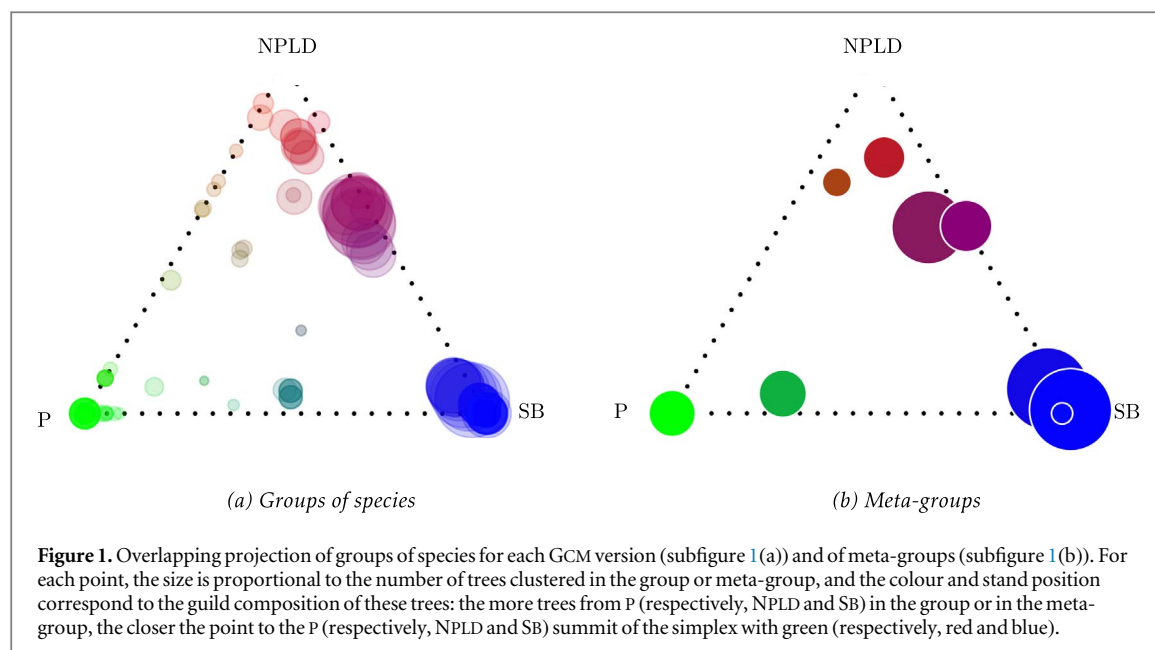 NPLD
NPLD
P
SB
P
SB
(a) Groups of species
(b) Meta-groups
Figure 1. Overlapping projection of groups of species for each GCM version (subfigure 1(a)) and of meta-groups (subfigure 1(b)). For
each point, the size is proportional to the number of trees clustered in the group or meta-group, and the colour and stand position
correspond to the guild composition of these trees: the more trees from P (respectively, NPLD and SB) in the group or in the meta-
group, the closer the point to the P (respectively, NPLD and SB) summit of the simplex with green (respectively, red and blue).